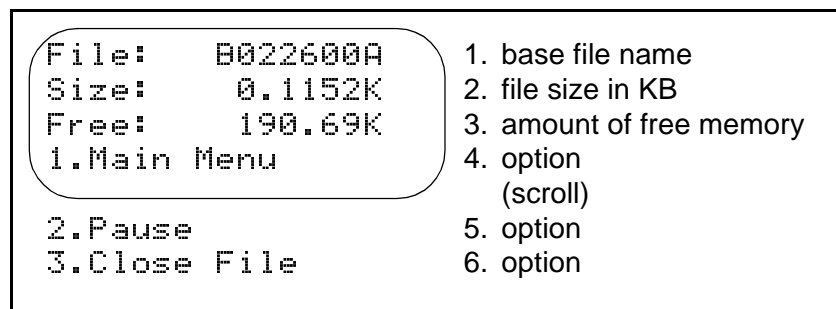 File: B022600A 1. base file name
Size: 0.1152K 2. file size in KB
Free: 190.69K 3. amount of free memory
1.Main Menu 4. option
(scroll)
2.Pause 5. option
3.Close File 6. option